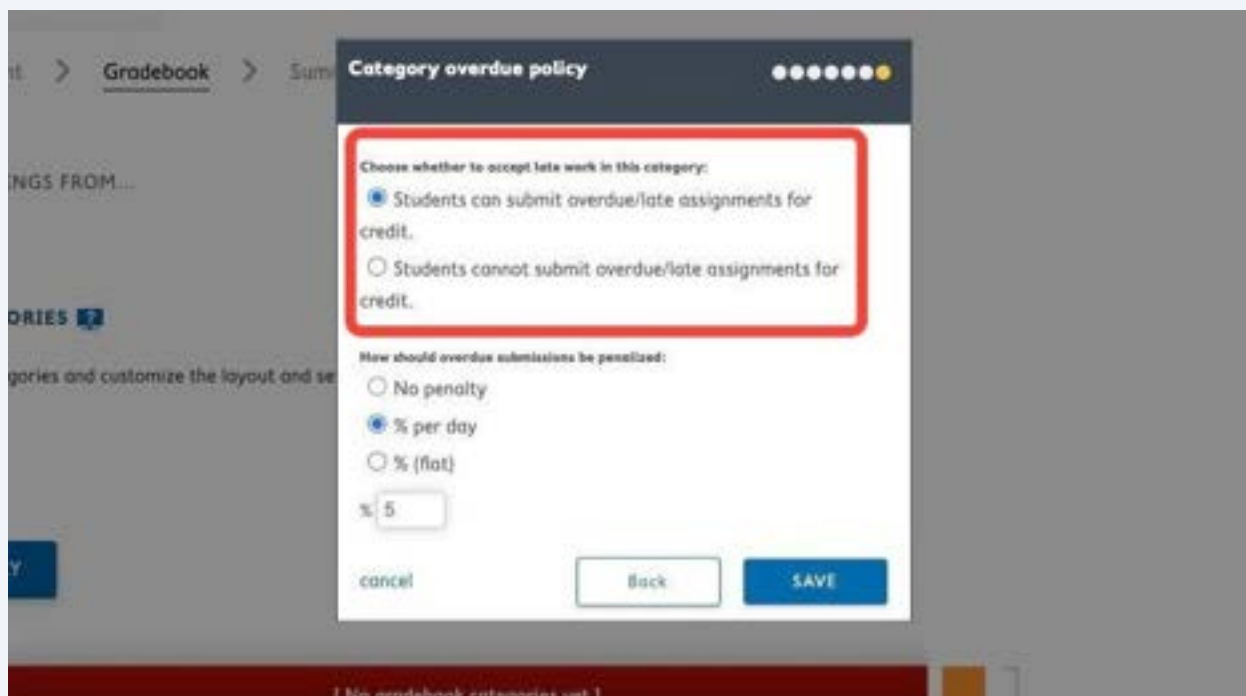 nt > Gradebook > Sum
Category overdue policy
INGS FROM...
Choose whether to accept late work in this category:
Students can submit overdue/late assignments for
credit.
Students cannot submit overdue/late assignments for
credit.
ORIES
gories and customize the layout and se
How should overdue submissions be penalized:
No penalty
% per day
% (flat)
% 5
Y
cancel
Back
SAVE
[ No gradebook categories yet ]